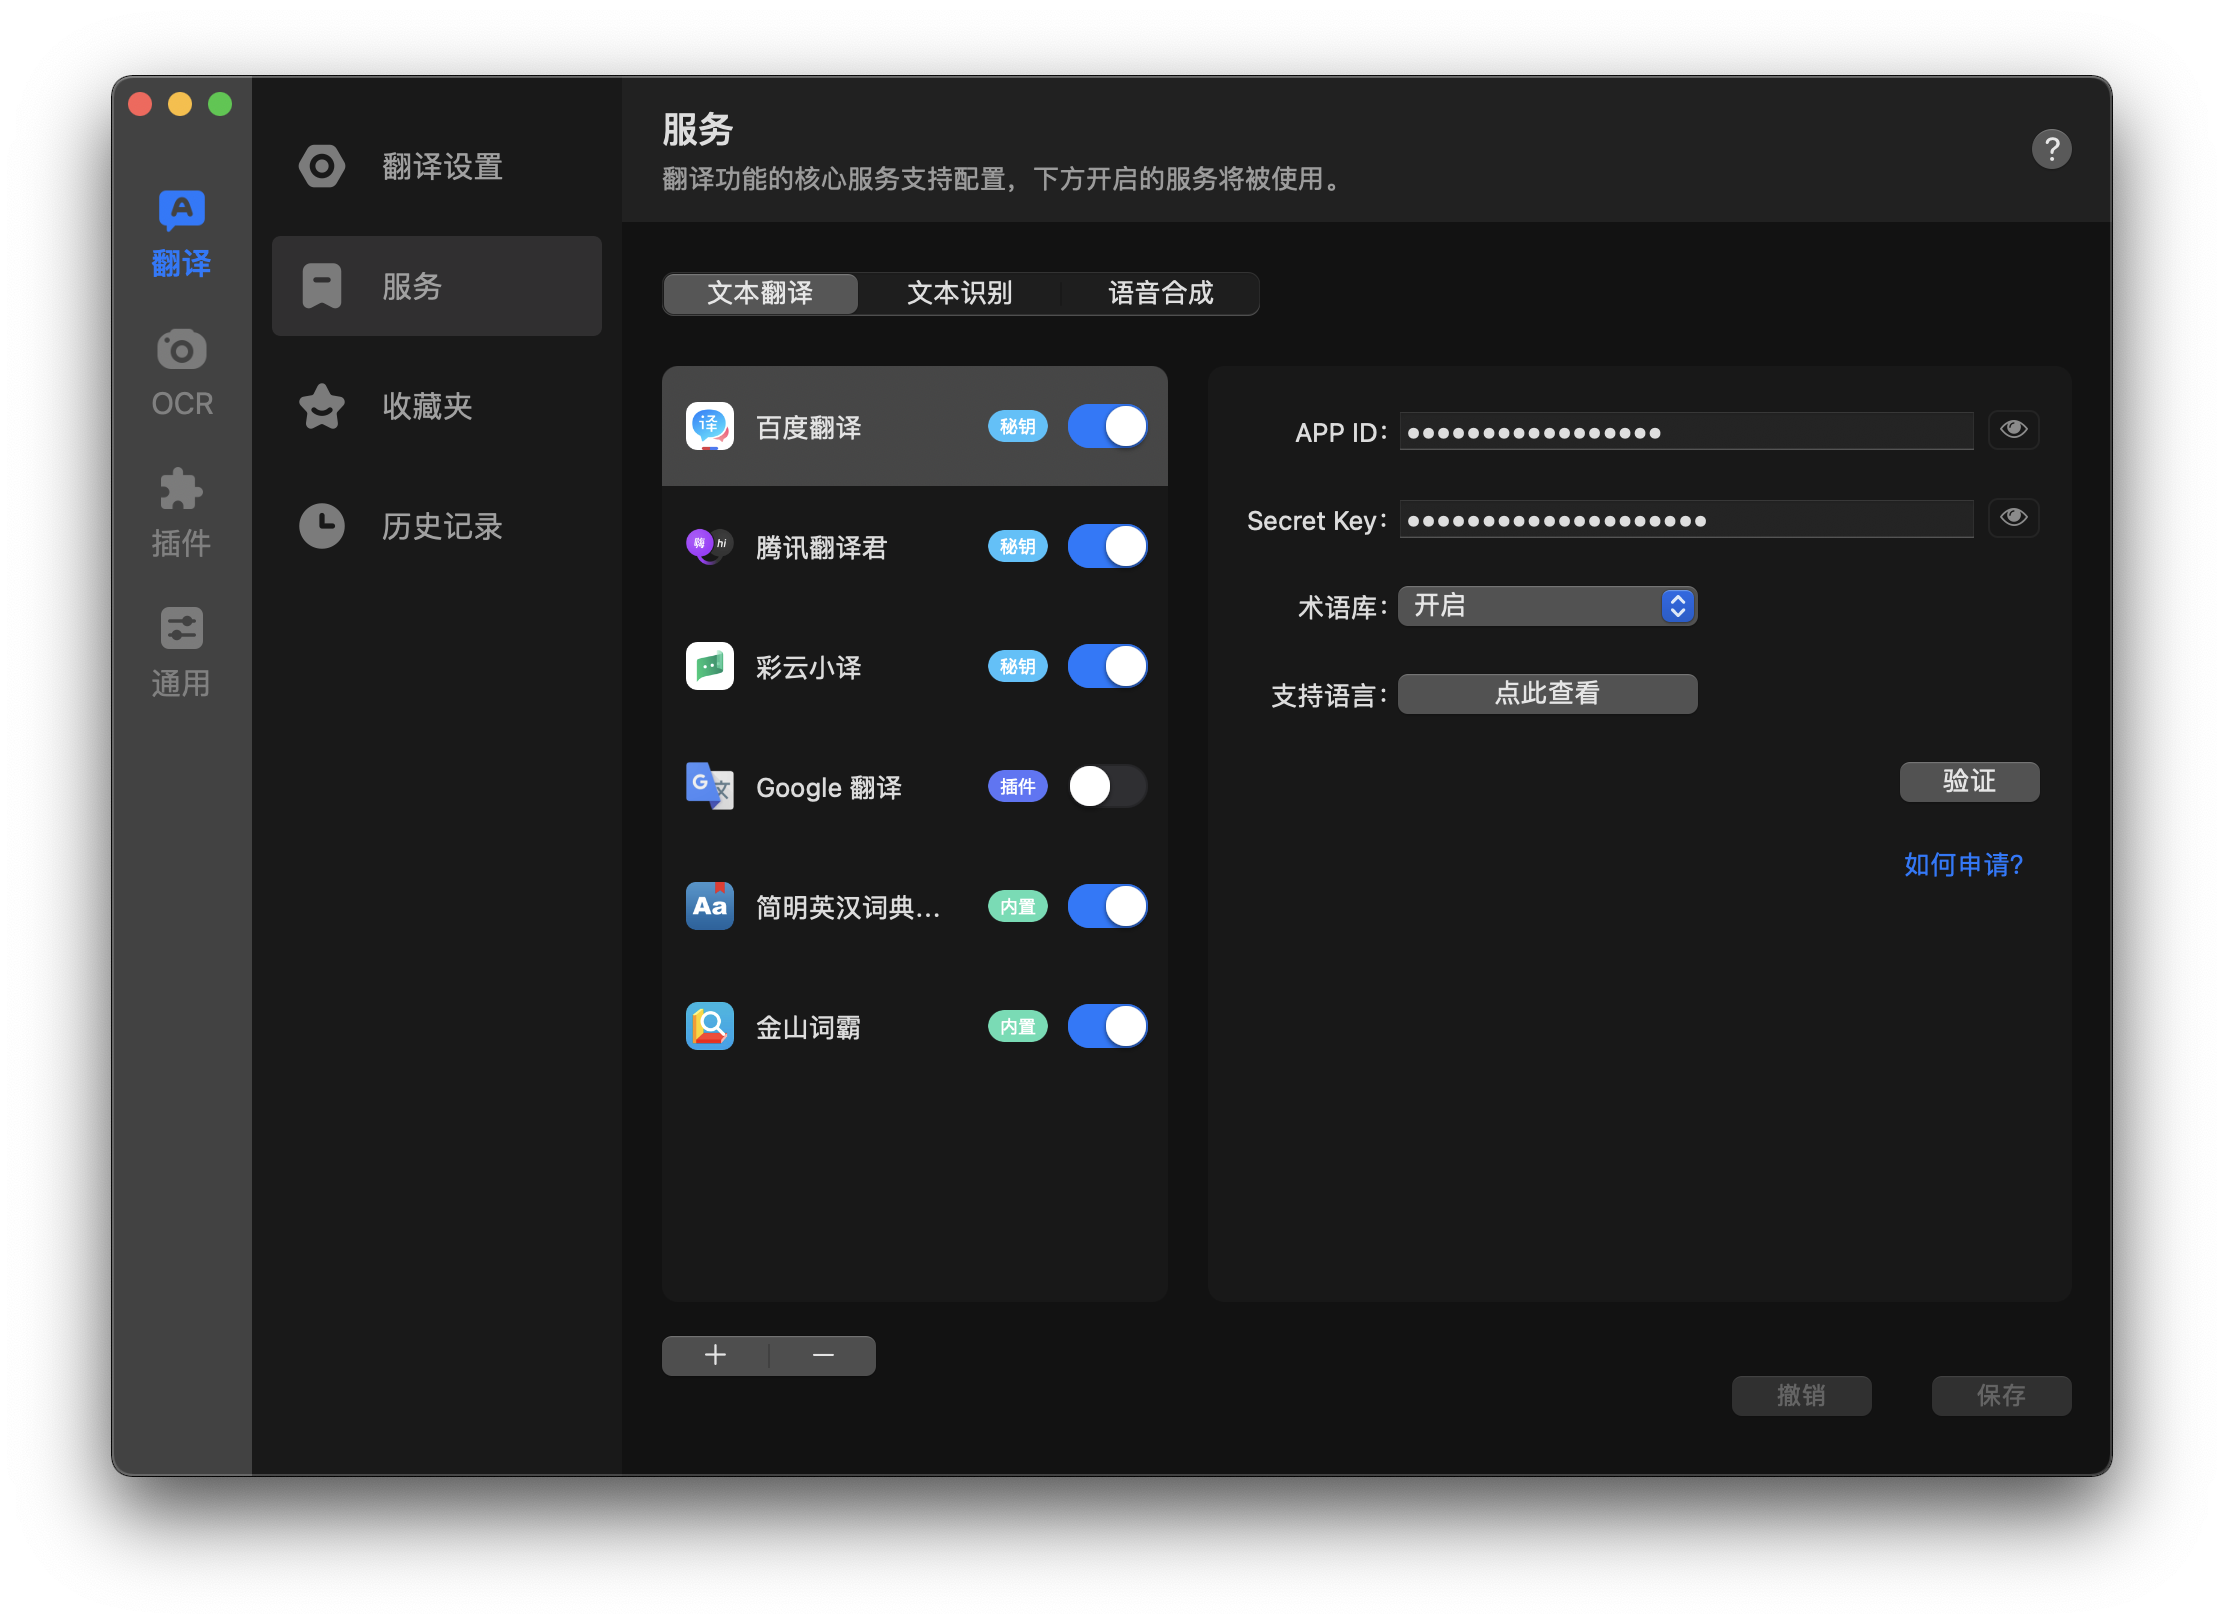 翻译
OCR
插件
通用
翻译设置
服务
收藏夹
历史记录
服务
翻译功能的核心服务支持配置，下方开启的服务将被使用。
?
文本翻译 文本识别 语音合成
译 百度翻译 秘钥
嗨 hi 腾讯翻译君 秘钥
彩云小译 秘钥
G 文 Google 翻译 插件
Aa 简明英汉词典... 内置
金山词霸 内置
APP ID：
Secret Key：
术语库： 开启
支持语言： 点此查看
验证
如何申请?
撤销 保存